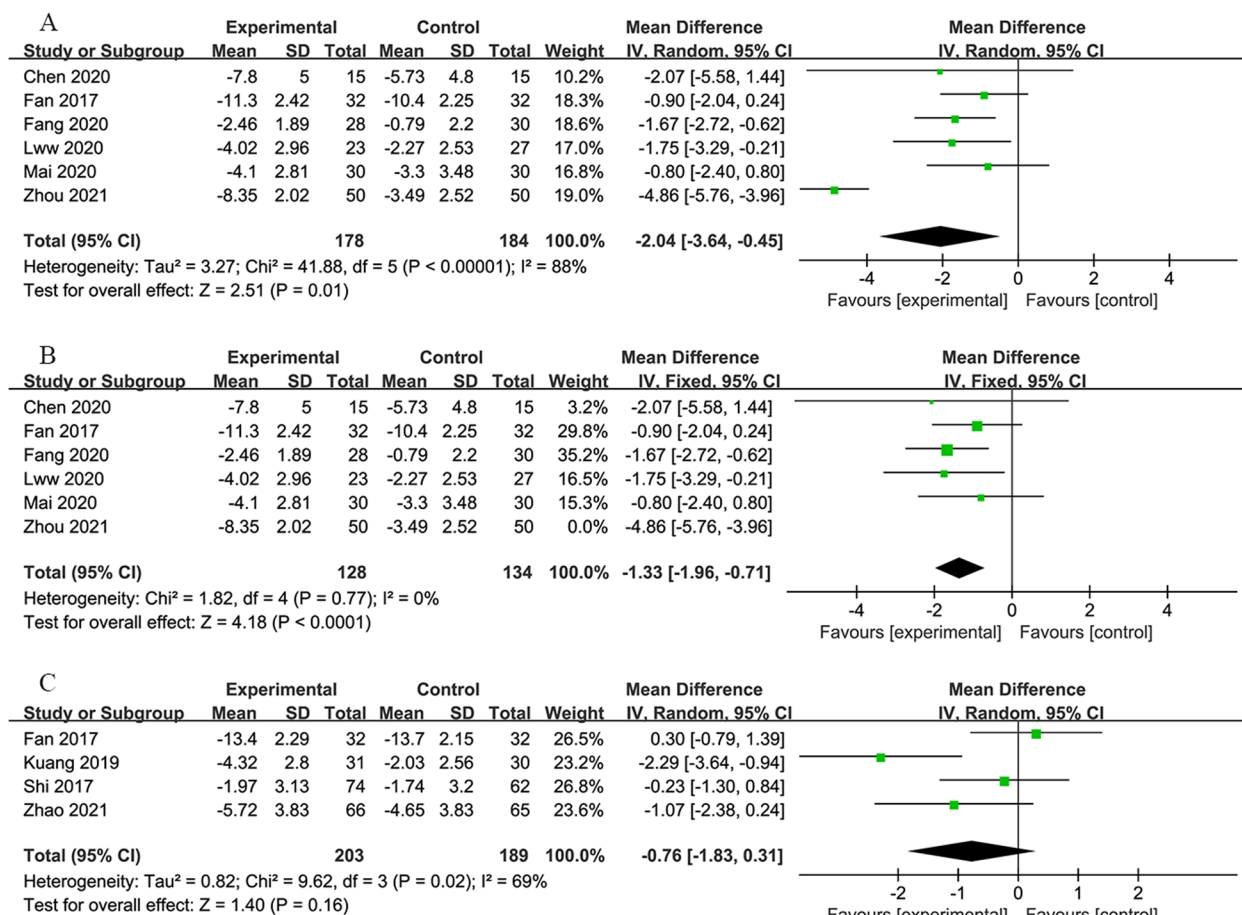 A
Experimental Control Mean Difference Mean Difference
Study or Subgroup Mean SD Total Mean SD Total Weight IV, Random, 95% CI IV, Random, 95% CI
Chen 2020 -7.8 5 15 -5.73 4.8 15 10.2% -2.07 [-5.58, 1.44]
Fan 2017 -11.3 2.42 32 -10.4 2.25 32 18.3% -0.90 [-2.04, 0.24]
Fang 2020 -2.46 1.89 28 -0.79 2.2 30 18.6% -1.67 [-2.72, -0.62]
Lww 2020 -4.02 2.96 23 -2.27 2.53 27 17.0% -1.75 [-3.29, -0.21]
Mai 2020 -4.1 2.81 30 -3.3 3.48 30 16.8% -0.80 [-2.40, 0.80]
Zhou 2021 -8.35 2.02 50 -3.49 2.52 50 19.0% -4.86 [-5.76, -3.96]
Total (95% CI) 178 184 100.0% -2.04 [-3.64, -0.45]
Heterogeneity: Tau² = 3.27; Chi² = 41.88, df = 5 (P < 0.00001); I² = 88%
Test for overall effect: Z = 2.51 (P = 0.01)
-4 -2 0 2 4
Favours [experimental] Favours [control]
B
Experimental Control Mean Difference Mean Difference
Study or Subgroup Mean SD Total Mean SD Total Weight IV, Fixed, 95% CI IV, Fixed, 95% CI
Chen 2020 -7.8 5 15 -5.73 4.8 15 3.2% -2.07 [-5.58, 1.44]
Fan 2017 -11.3 2.42 32 -10.4 2.25 32 29.8% -0.90 [-2.04, 0.24]
Fang 2020 -2.46 1.89 28 -0.79 2.2 30 35.2% -1.67 [-2.72, -0.62]
Lww 2020 -4.02 2.96 23 -2.27 2.53 27 16.5% -1.75 [-3.29, -0.21]
Mai 2020 -4.1 2.81 30 -3.3 3.48 30 15.3% -0.80 [-2.40, 0.80]
Zhou 2021 -8.35 2.02 50 -3.49 2.52 50 0.0% -4.86 [-5.76, -3.96]
Total (95% CI) 128 134 100.0% -1.33 [-1.96, -0.71]
Heterogeneity: Chi² = 1.82, df = 4 (P = 0.77); I² = 0%
Test for overall effect: Z = 4.18 (P < 0.0001)
-4 -2 0 2 4
Favours [experimental] Favours [control]
C
Experimental Control Mean Difference Mean Difference
Study or Subgroup Mean SD Total Mean SD Total Weight IV, Random, 95% CI IV, Random, 95% CI
Fan 2017 -13.4 2.29 32 -13.7 2.15 32 26.5% 0.30 [-0.79, 1.39]
Kuang 2019 -4.32 2.8 31 -2.03 2.56 30 23.2% -2.29 [-3.64, -0.94]
Shi 2017 -1.97 3.13 74 -1.74 3.2 62 26.8% -0.23 [-1.30, 0.84]
Zhao 2021 -5.72 3.83 66 -4.65 3.83 65 23.6% -1.07 [-2.38, 0.24]
Total (95% CI) 203 189 100.0% -0.76 [-1.83, 0.31]
Heterogeneity: Tau² = 0.82; Chi² = 9.62, df = 3 (P = 0.02); I² = 69%
Test for overall effect: Z = 1.40 (P = 0.16)
-2 -1 0 1 2
Favours [experimental] Favours [control]